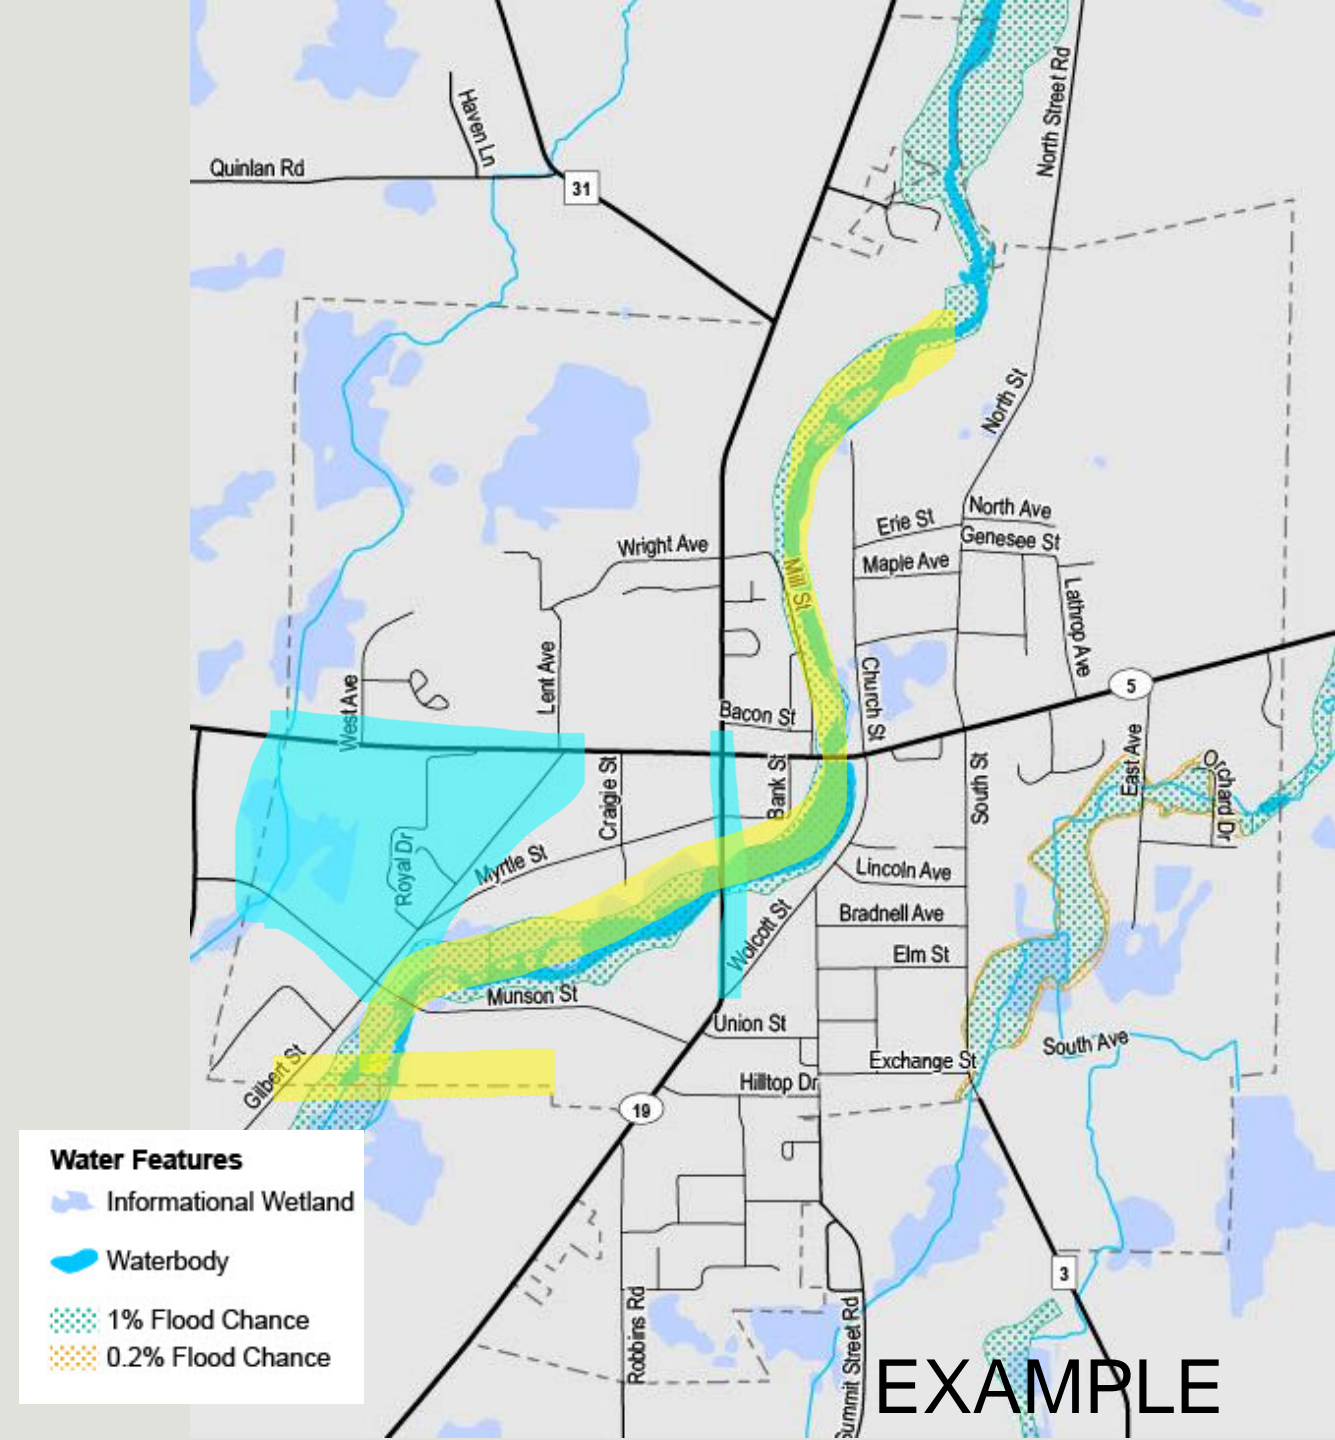 North Street Rd
Haven Ln
Quinlan Rd
31
North St
North Ave
Erie St
Genesee St
Wright Ave
Maple Ave
Mill St
Lathrop Ave
Lent Ave
West Ave
Church St
5
Bacon St
East Ave
Orchard Dr
Craigie St
Bank St
South St
Royal Dr
Myrtle St
Lincoln Ave
Bradnell Ave
Wolcott St
Elm St
Munson St
Union St
South Ave
Gilbert St
Exchange St
Hilltop Dr
19
Water Features
Informational Wetland
Waterbody
1% Flood Chance
0.2% Flood Chance
3
Robbins Rd
Summit Street Rd
EXAMPLE